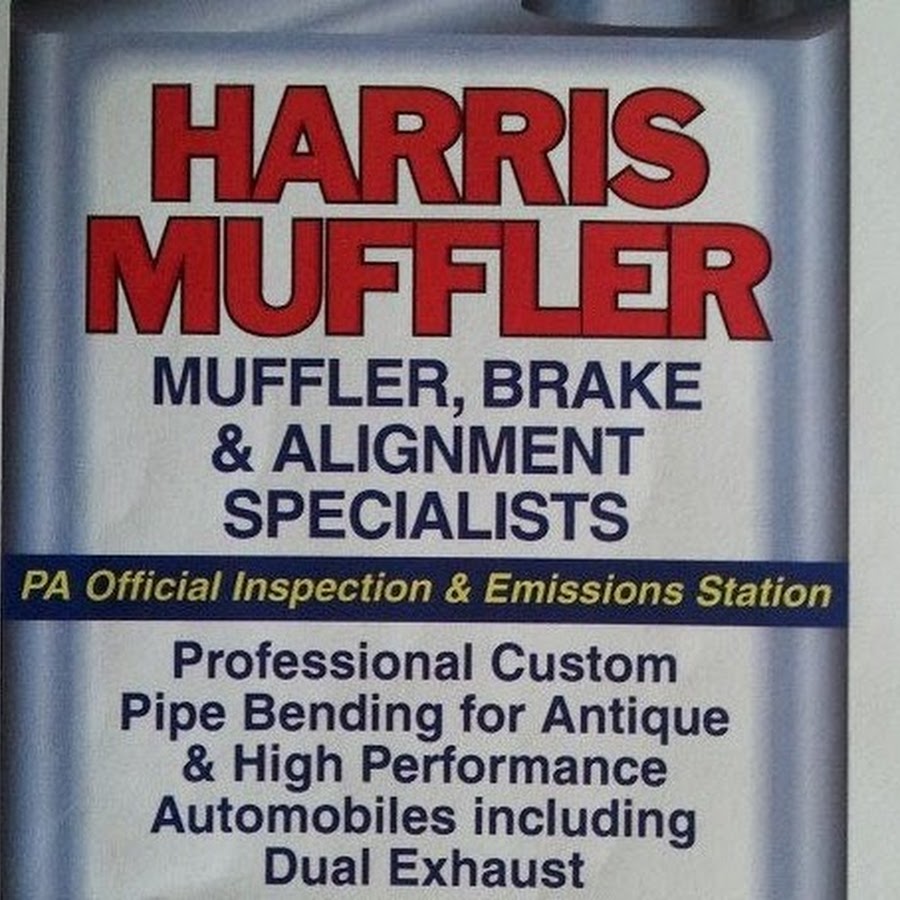 HARRIS
MUFFLER
MUFFLER, BRAKE
& ALIGNMENT
SPECIALISTS
PA Official Inspection & Emissions Station
Professional Custom
Pipe Bending for Antique
& High Performance
Automobiles including
Dual Exhaust